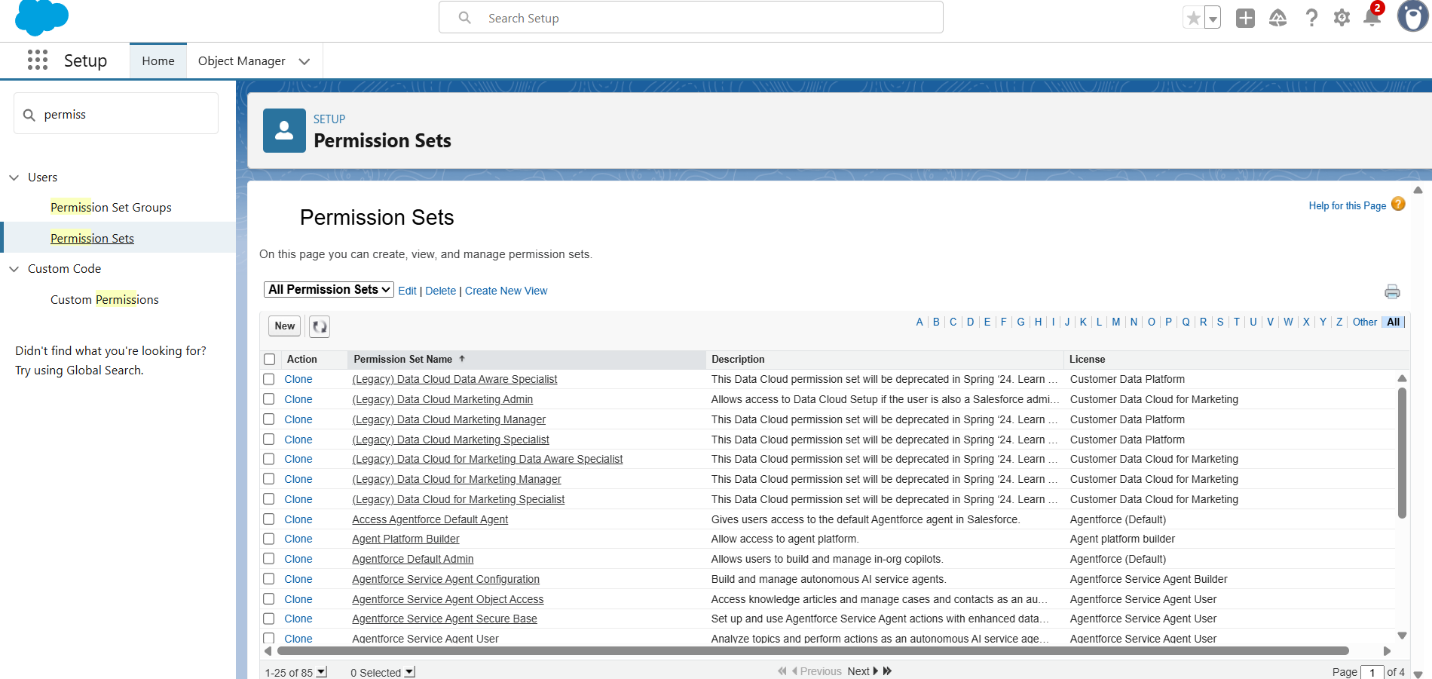 Search Setup
2
Setup
Home
Object Manager
permiss
Users
Permission Set Groups
Permission Sets
Custom Code
Custom Permissions
Didn't find what you're looking for?
Try using Global Search.
SETUP
Permission Sets
Permission Sets
Help for this Page ?
On this page you can create, view, and manage permission sets.
All Permission Sets Edit | Delete | Create New View
New
A | B | C | D | E | F | G | H | I | J | K | L | M | N | O | P | Q | R | S | T | U | V | W | X | Y | Z | Other | All
Action Permission Set Name ↑ Description License
Clone (Legacy) Data Cloud Data Aware Specialist This Data Cloud permission set will be deprecated in Spring ‘24. Learn ... Customer Data Platform
Clone (Legacy) Data Cloud Marketing Admin Allows access to Data Cloud Setup if the user is also a Salesforce admi... Customer Data Cloud for Marketing
Clone (Legacy) Data Cloud Marketing Manager This Data Cloud permission set will be deprecated in Spring ‘24. Learn ... Customer Data Platform
Clone (Legacy) Data Cloud Marketing Specialist This Data Cloud permission set will be deprecated in Spring ‘24. Learn ... Customer Data Platform
Clone (Legacy) Data Cloud for Marketing Data Aware Specialist This Data Cloud permission set will be deprecated in Spring ‘24. Learn ... Customer Data Cloud for Marketing
Clone (Legacy) Data Cloud for Marketing Manager This Data Cloud permission set will be deprecated in Spring ‘24. Learn ... Customer Data Cloud for Marketing
Clone (Legacy) Data Cloud for Marketing Specialist This Data Cloud permission set will be deprecated in Spring ‘24. Learn ... Customer Data Cloud for Marketing
Clone Access Agentforce Default Agent Gives users access to the default Agentforce agent in Salesforce. Agentforce (Default)
Clone Agent Platform Builder Allow access to agent platform. Agent platform builder
Clone Agentforce Default Admin Allows users to build and manage in-org copilots. Agentforce (Default)
Clone Agentforce Service Agent Configuration Build and manage autonomous AI service agents. Agentforce Service Agent Builder
Clone Agentforce Service Agent Object Access Access knowledge articles and manage cases and contacts as an au... Agentforce Service Agent User
Clone Agentforce Service Agent Secure Base Set up and use Agentforce Service Agent actions with enhanced data... Agentforce Service Agent User
Clone Agentforce Service Agent User Analyze topics and perform actions as an autonomous AI service age... Agentforce Service Agent User
1-25 of 85 0 Selected Previous Next Page 1 of 4